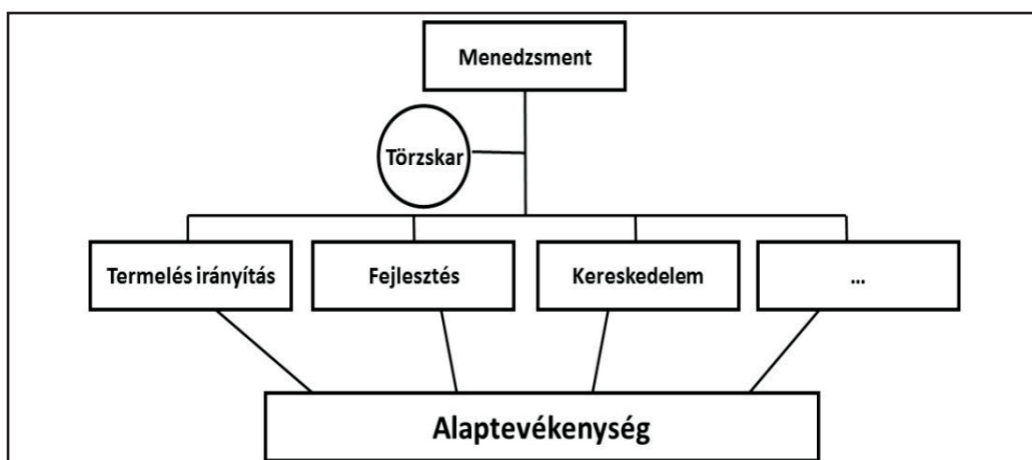 Menedzsment
Törzskar
Termelés irányítás
Fejlesztés
Kereskedelem
...
Alaptevékenység